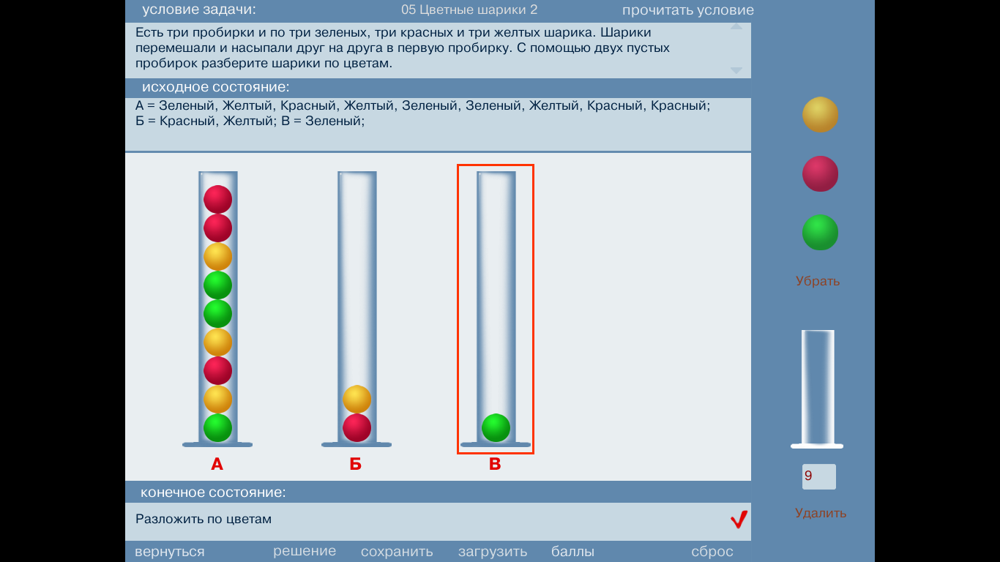 условие задачи:
05 Цветные шарики 2
прочитать условие
Есть три пробирки и по три зеленых, три красных и три желтых шарика. Шарики
перемешали и насыпали друг на друга в первую пробирку. С помощью двух пустых
пробирок разберите шарики по цветам.
исходное состояние:
А = Зеленый, Желтый, Красный, Желтый, Зеленый, Зеленый, Желтый, Красный, Красный;
Б = Красный, Желтый; В = Зеленый;
Убрать
А
Б
В
9
Удалить
конечное состояние:
Разложить по цветам
вернуться
решение
сохранить
загрузить
баллы
сброс